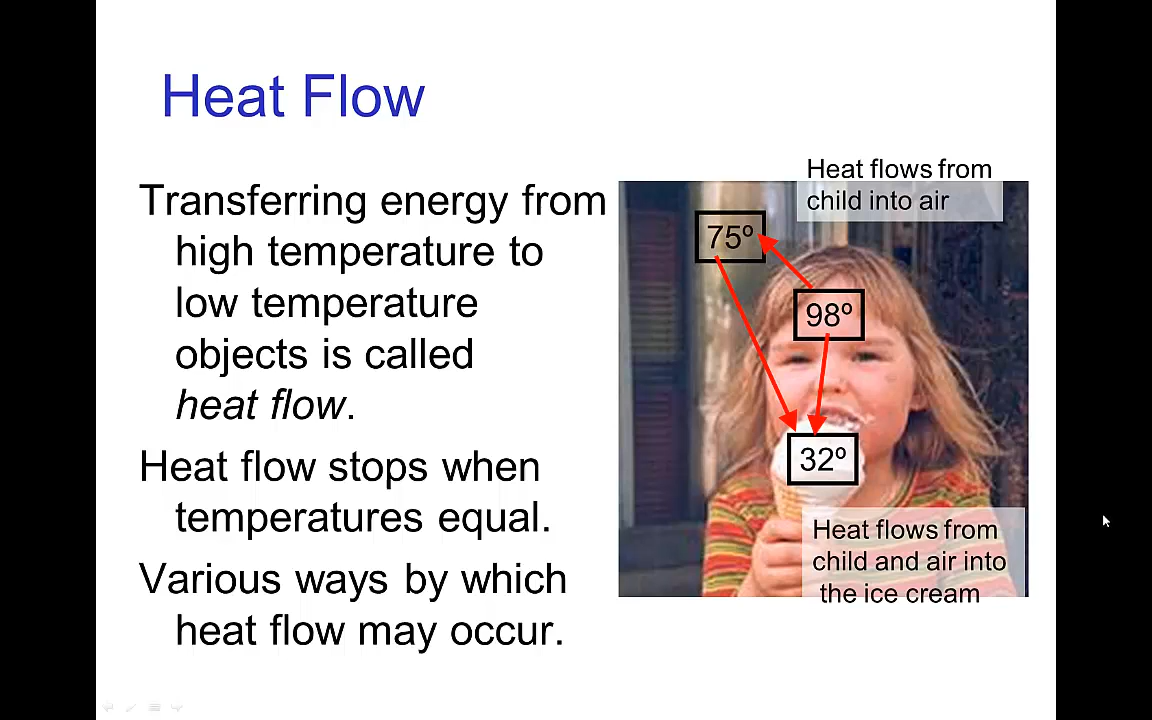 Heat Flow
Transferring energy from
high temperature to
low temperature
objects is called
heat flow.
Heat flow stops when
temperatures equal.
Various ways by which
heat flow may occur.
Heat flows from
child into air
75º
98º
32º
Heat flows from
child and air into
the ice cream